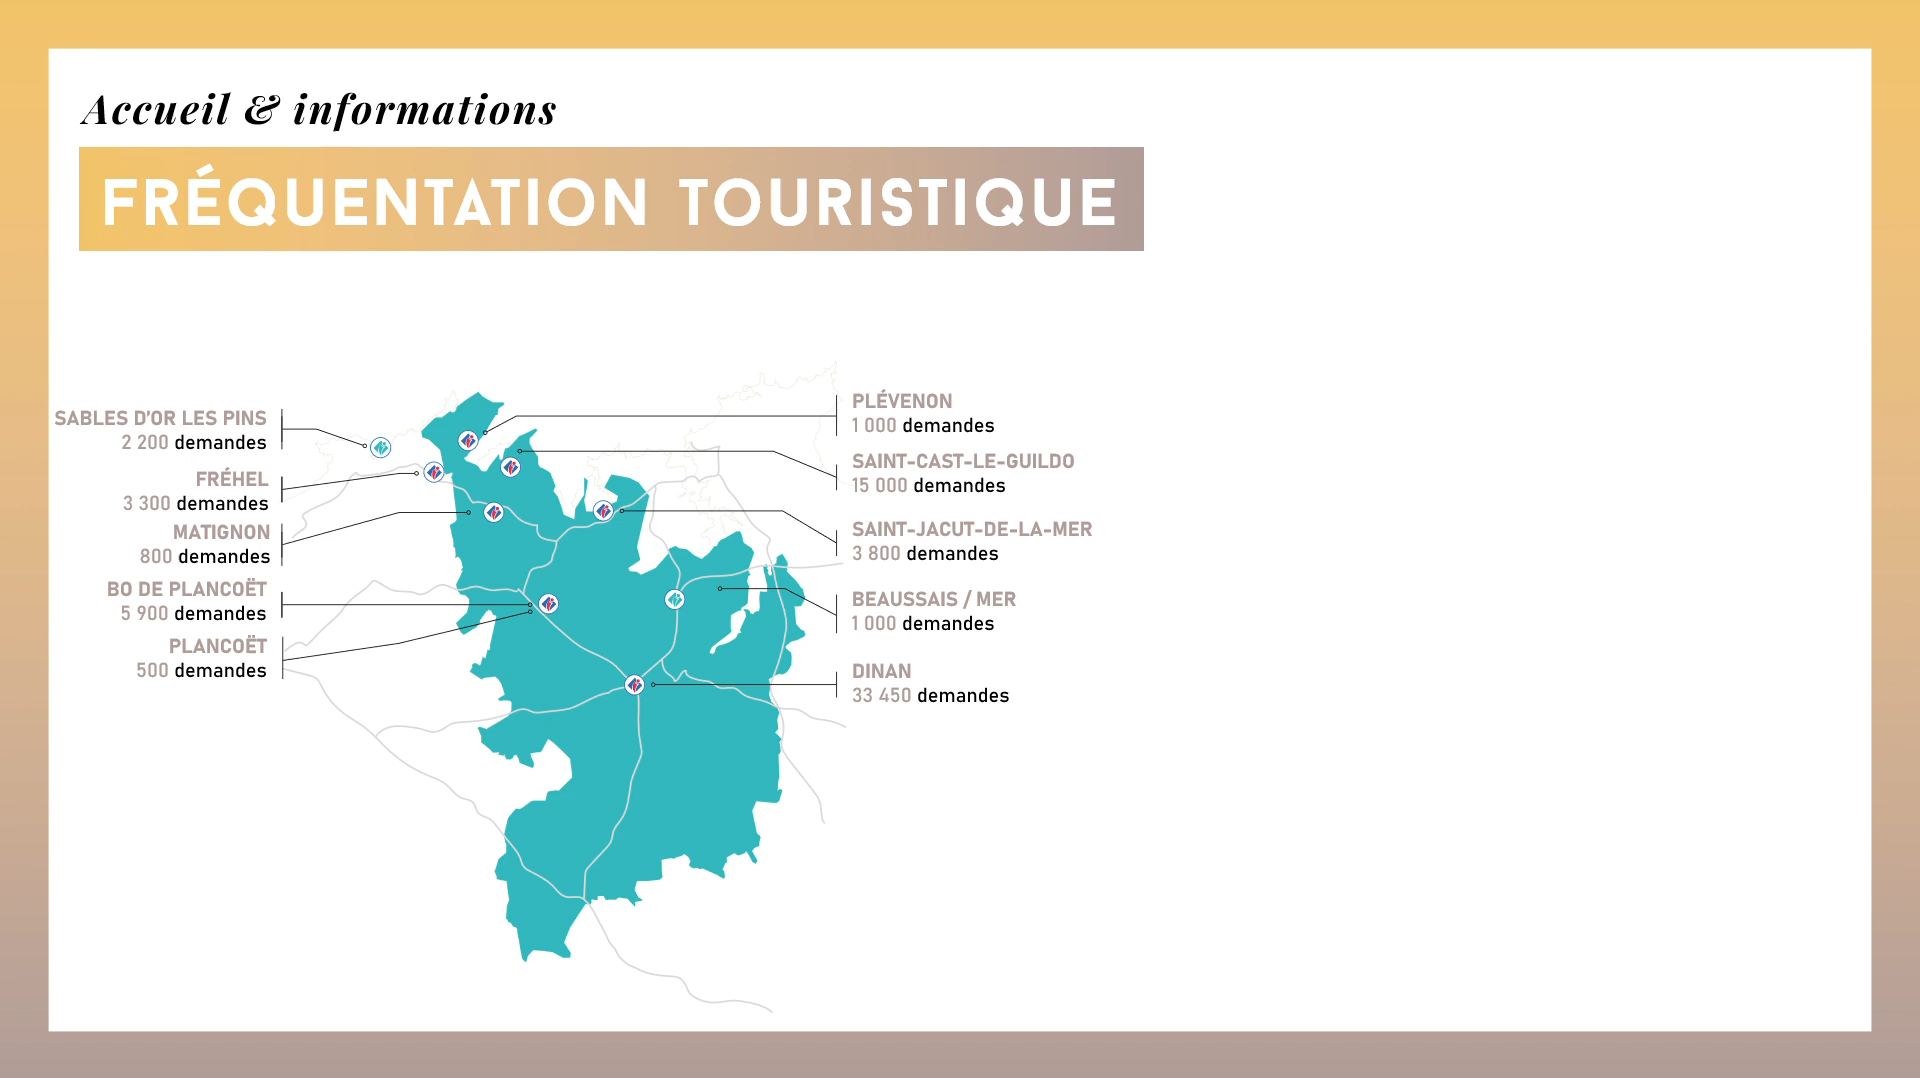 Accueil & informations
FRÉQUENTATION TOURISTIQUE
SABLES D'OR LES PINS
2 200 demandes
FRÉHEL
3 300 demandes
MATIGNON
800 demandes
BO DE PLANCOËT
5 900 demandes
PLANCOËT
500 demandes
PLÉVENON
1 000 demandes
SAINT-CAST-LE-GUILDO
15 000 demandes
SAINT-JACUT-DE-LA-MER
3 800 demandes
BEAUSSAIS / MER
1 000 demandes
DINAN
33 450 demandes